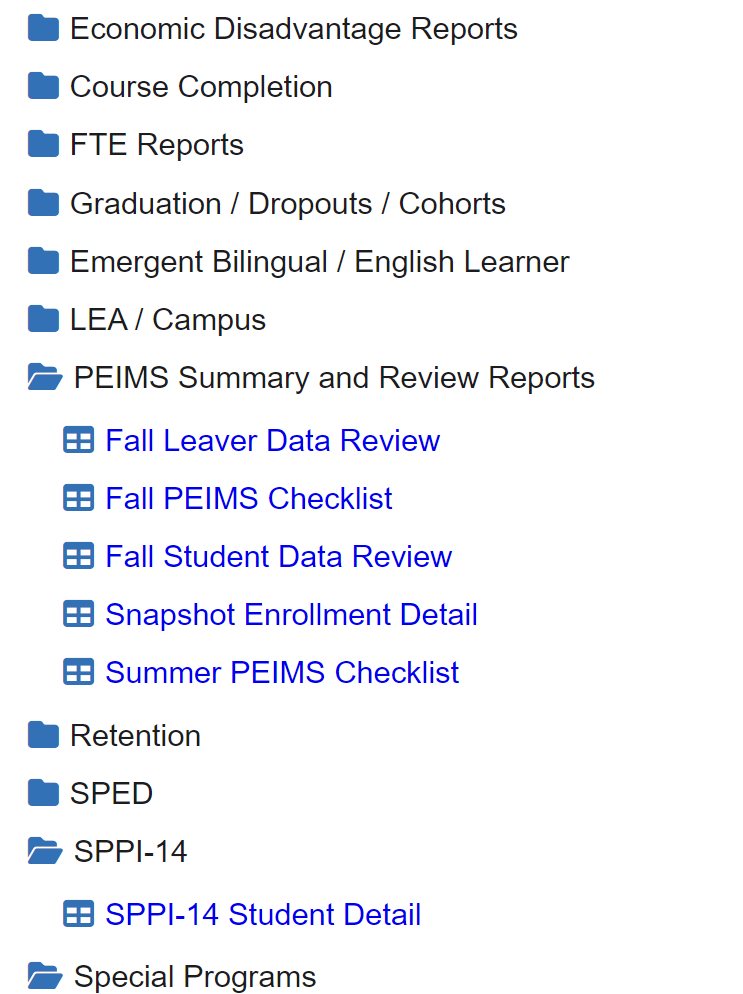 Economic Disadvantage Reports
Course Completion
FTE Reports
Graduation / Dropouts / Cohorts
Emergent Bilingual / English Learner
LEA / Campus
PEIMS Summary and Review Reports
Fall Leaver Data Review
Fall PEIMS Checklist
Fall Student Data Review
Snapshot Enrollment Detail
Summer PEIMS Checklist
Retention
SPED
SPPI-14
SPPI-14 Student Detail
Special Programs